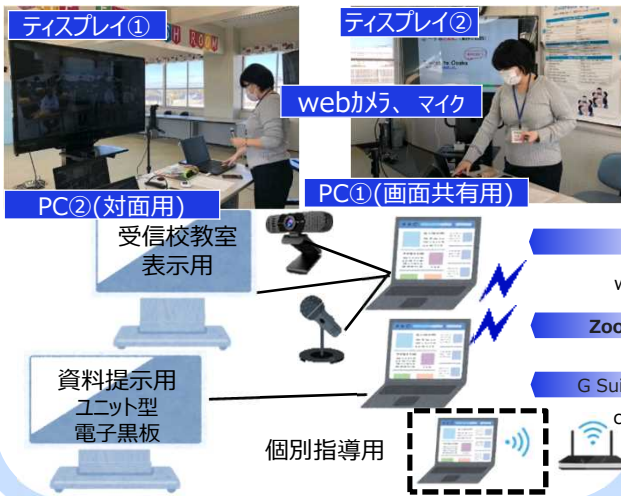 ティスプレイ①
ティスプレイ②
webカメラ、マイク
PC②(対面用)
PC①(画面共有用)
受信校教室
表示用
w
Zoo
資料提示用
ユニット型
電子黒板
G Sui
c
個別指導用